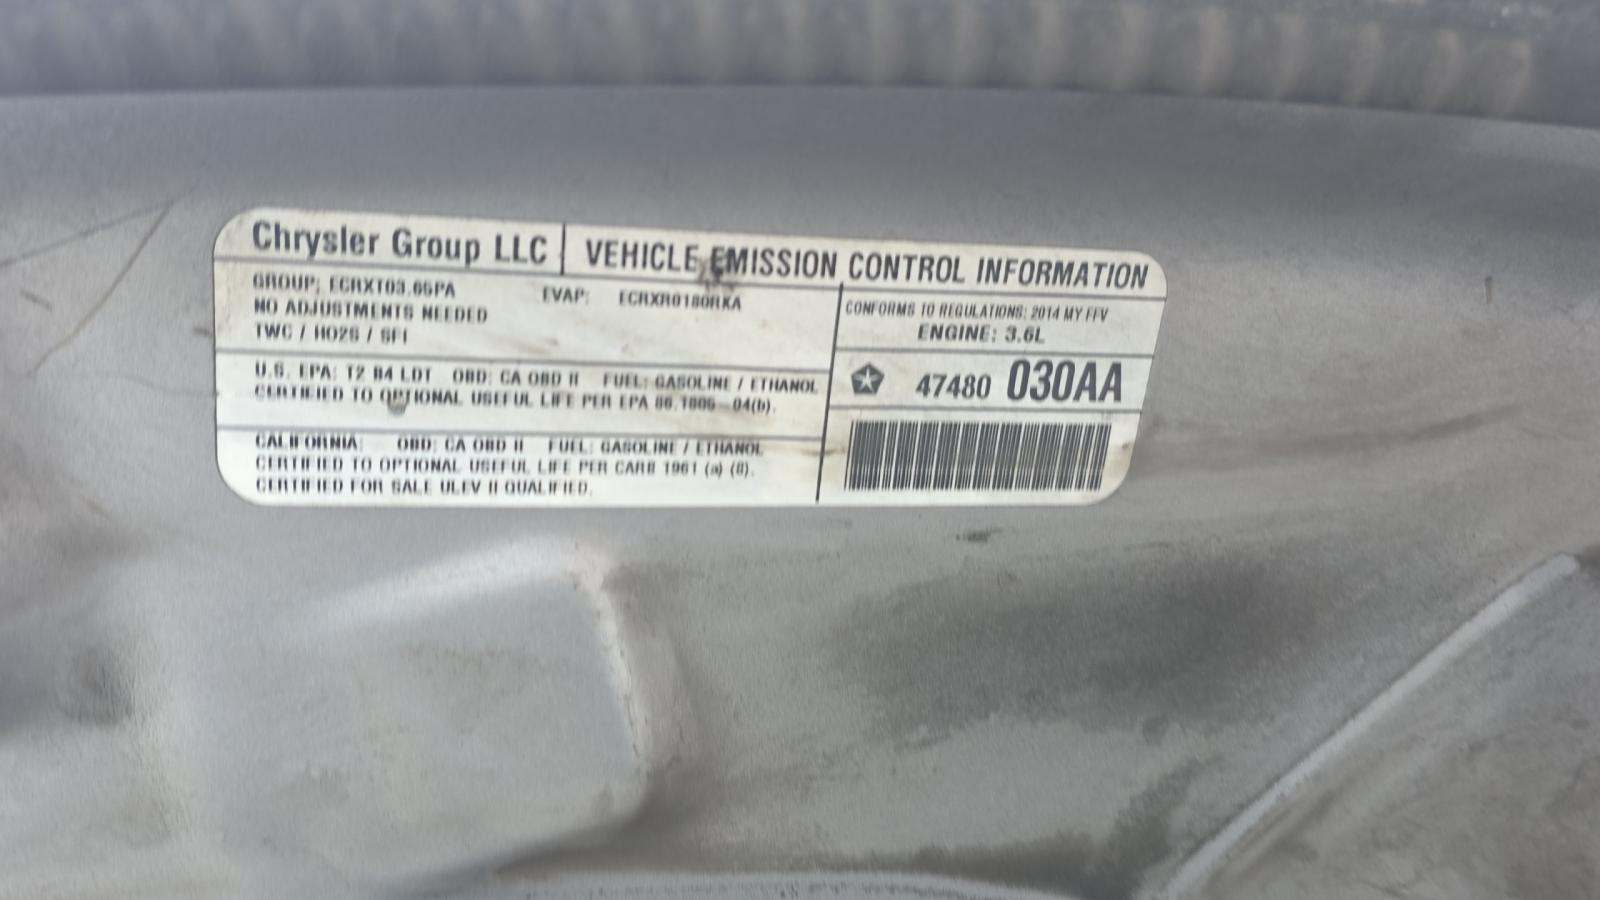 Chrysler Group LLC | VEHICLE EMISSION CONTROL INFORMATION
GROUP: ECRXT03.65PA EVAP: ECRXR0180RXA
NO ADJUSTMENTS NEEDED
TWC / HO2S / SFI
CONFORMS TO REGULATIONS: 2014 MY FFV
ENGINE: 3.6L
47480 030AA
U.S. EPA: T2 B4 LDT OBD: CA OBD II FUEL: GASOLINE / ETHANOL
CERTIFIED TO OPTIONAL USEFUL LIFE PER EPA 86.1805-04(b).
CALIFORNIA: OBD: CA OBD II FUEL: GASOLINE / ETHANOL
CERTIFIED TO OPTIONAL USEFUL LIFE PER CARB 1961 (a) (8).
CERTIFIED FOR SALE ULEV II QUALIFIED.